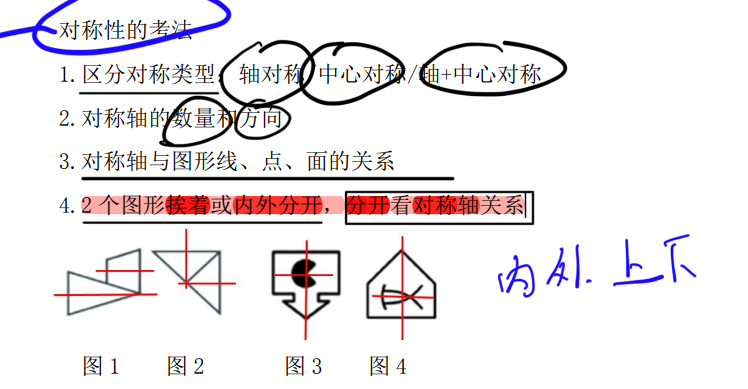 对称性的考法
1.区分对称类型:轴对称/中心对称/轴+中心对称
2.对称轴的数量和方向
3.对称轴与图形线、点、面的关系
4.2个图形挨着或内外分开，分开看对称轴关系
内外、上下
图1 图2 图3 图4